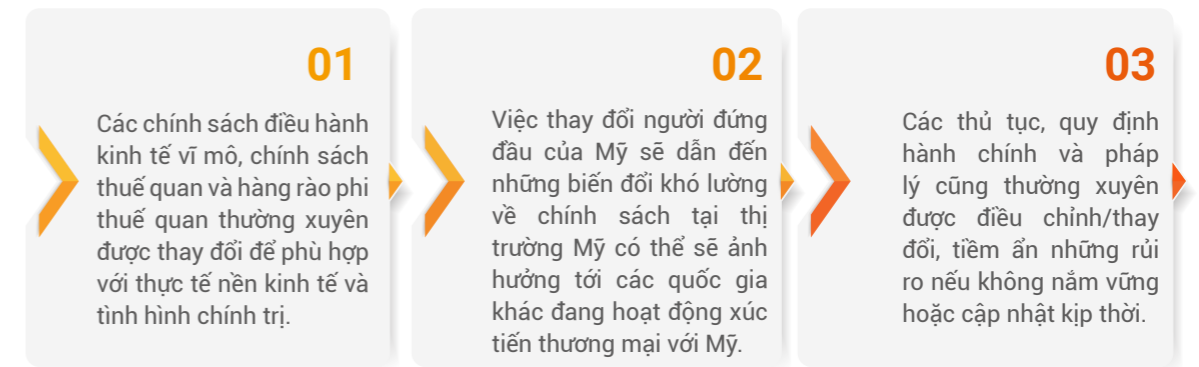 01
Các chính sách điều hành
kinh tế vĩ mô, chính sách
thuế quan và hàng rào phi
thuế quan thường xuyên
được thay đổi để phù hợp
với thực tế nền kinh tế và
tình hình chính trị.
02
Việc thay đổi người đứng
đầu của Mỹ sẽ dẫn đến
những biến đổi khó lường
về chính sách tại thị
trường Mỹ có thể sẽ ảnh
hưởng tới các quốc gia
khác đang hoạt động xúc
tiến thương mại với Mỹ.
03
Các thủ tục, quy định
hành chính và pháp
lý cũng thường xuyên
được điều chỉnh/thay
đổi, tiềm ẩn những rủi
ro nếu không nắm vững
hoặc cập nhật kịp thời.